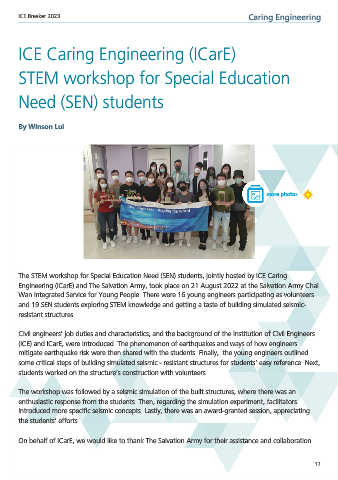 ICE Breaker 2023
Caring Engineering
ICE Caring Engineering (ICarE)
STEM workshop for Special Education
Need (SEN) students
By Winson Lui
more photos
The STEM workshop for Special Education Need (SEN) students, jointly hosted by ICE Caring
Engineering (ICarE) and The Salvation Army, took place on 21 August 2022 at the Salvation Army Chai
Wan Integrated Service for Young People There were 16 young engineers participating as volunteers
and 19 SEN students exploring STEM knowledge and getting a taste of building simulated seismic-
resistant structures
Civil engineers' job duties and characteristics, and the background of the Institution of Civil Engineers
(ICE) and ICarE, were introduced The phenomenon of earthquakes and ways of how engineers
mitigate earthquake risk were then shared with the students Finally, the young engineers outlined
some critical steps of building simulated seismic - resistant structures for students' easy reference Next,
students worked on the structure's construction with volunteers
The workshop was followed by a seismic simulation of the built structures, where there was an
enthusiastic response from the students Then, regarding the simulation experiment, facilitators
introduced more specific seismic concepts Lastly, there was an award-granted session, appreciating
the students' efforts
On behalf of ICarE, we would like to thank The Salvation Army for their assistance and collaboration